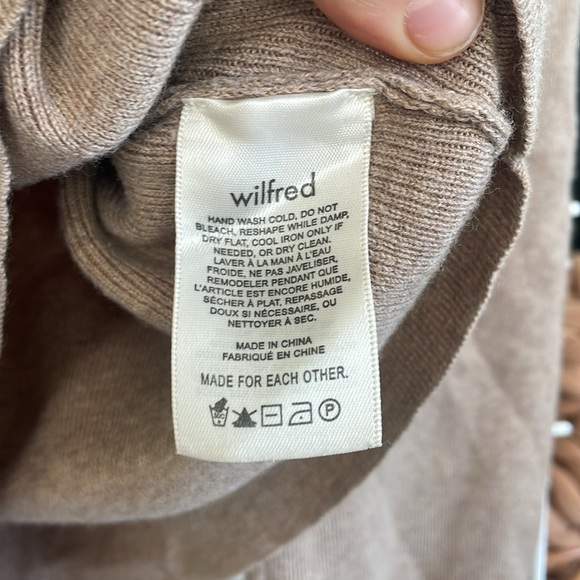 wilfred
HAND WASH COLD, DO NOT
BLEACH, RESHAPE WHILE DAMP,
DRY FLAT, COOL IRON ONLY IF
NEEDED, OR DRY CLEAN.
LAVER À LA MAIN À L'EAU
FROIDE, NE PAS JAVELISER,
REMODELER PENDANT QUE
L'ARTICLE EST ENCORE HUMIDE,
SÉCHER À PLAT, REPASSAGE
DOUX SI NÉCESSAIRE, OU
NETTOYER À SEC.
MADE IN CHINA
FABRIQUÉ EN CHINE
MADE FOR EACH OTHER.
30C P